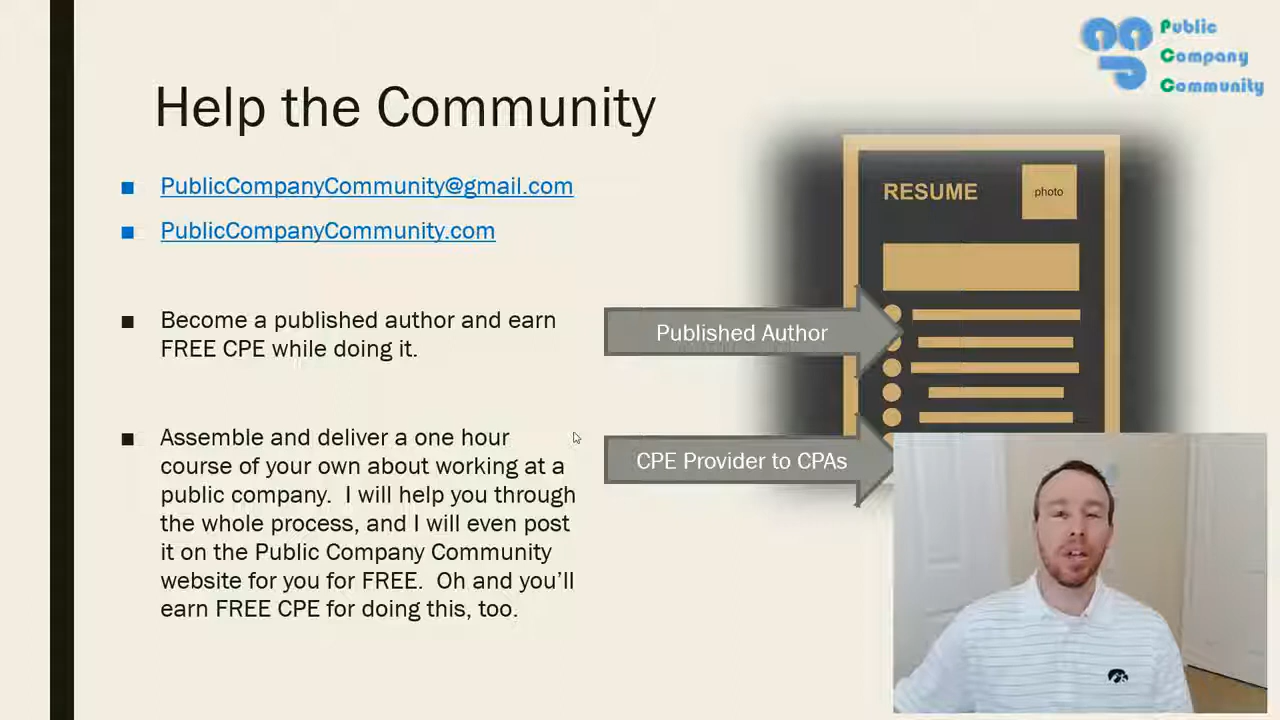 Public
Company
Community
Help the Community
PublicCompanyCommunity@gmail.com
PublicCompanyCommunity.com
RESUME
photo
Become a published author and earn
FREE CPE while doing it.
Published Author
Assemble and deliver a one hour
course of your own about working at a
public company.  I will help you through
the whole process, and I will even post
it on the Public Company Community
website for you for FREE.  Oh and you’ll
earn FREE CPE for doing this, too.
CPE Provider to CPAs